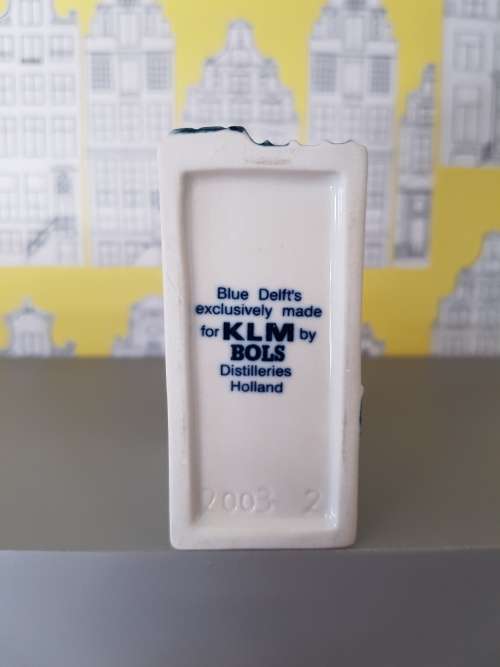 Blue Delft's
exclusively made
for KLM by
BOLS
Distilleries
Holland
2003 2